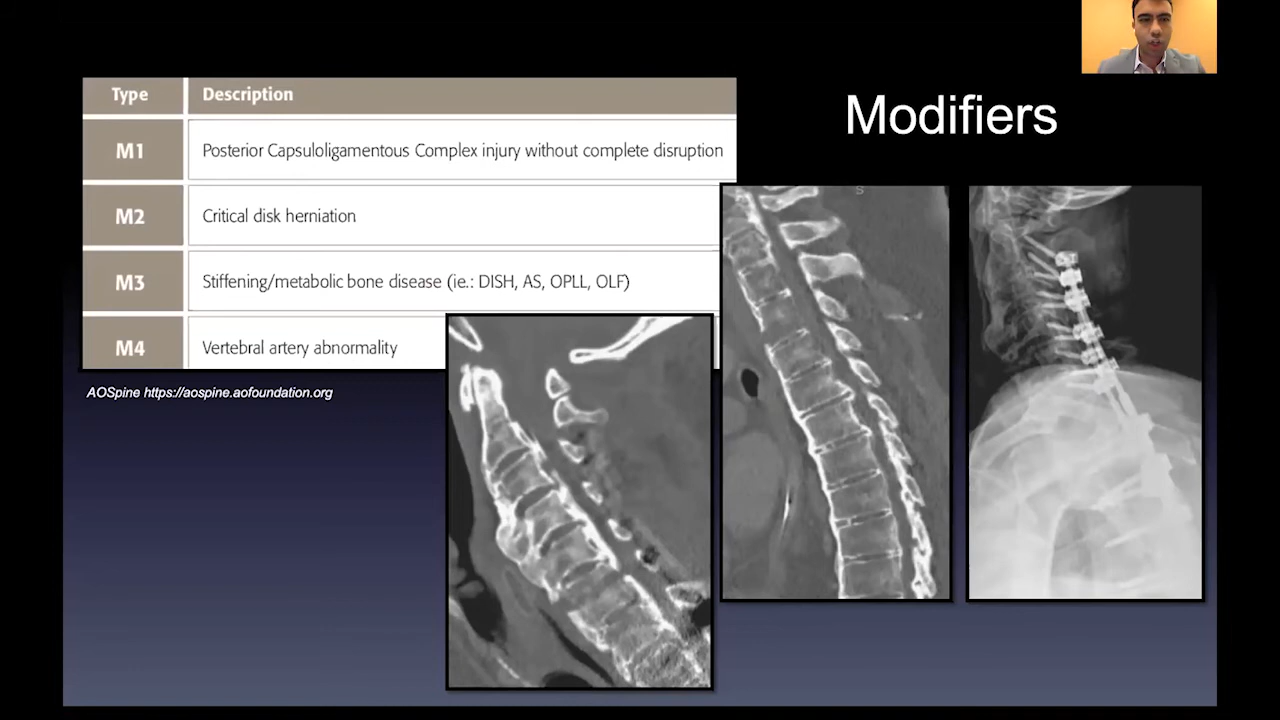 Modifiers
Type Description
M1 Posterior Capsuloligamentous Complex injury without complete disruption
M2 Critical disk herniation
M3 Stiffening/metabolic bone disease (ie.: DISH, AS, OPLL, OLF)
M4 Vertebral artery abnormality
AOSpine https://aospine.aofoundation.org
S